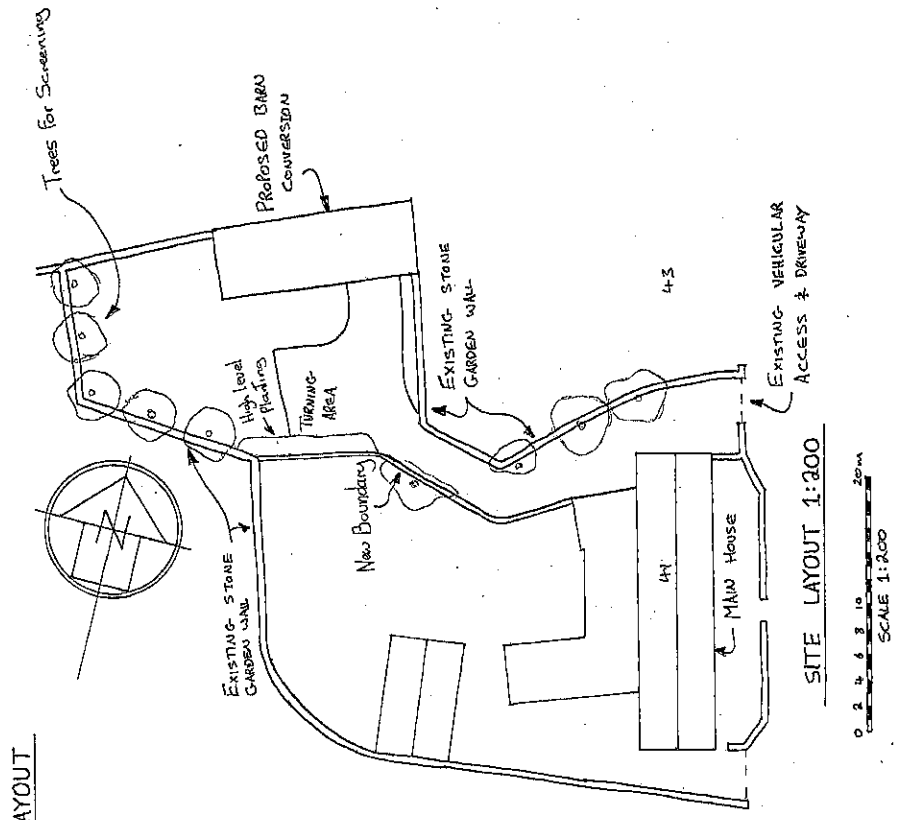 AYOUT
Trees For Screening
PROPOSED BARN
CONVERSION
High level
Planting
TURNING
AREA
EXISTING STONE
GARDEN WALL
N
EXISTING STONE
GARDEN WALL
New Boundary
43
EXISTING VEHICULAR
ACCESS & DRIVEWAY
41
MAIN HOUSE
SITE LAYOUT 1:200
0 2 4 6 8 10 20m
SCALE 1:200